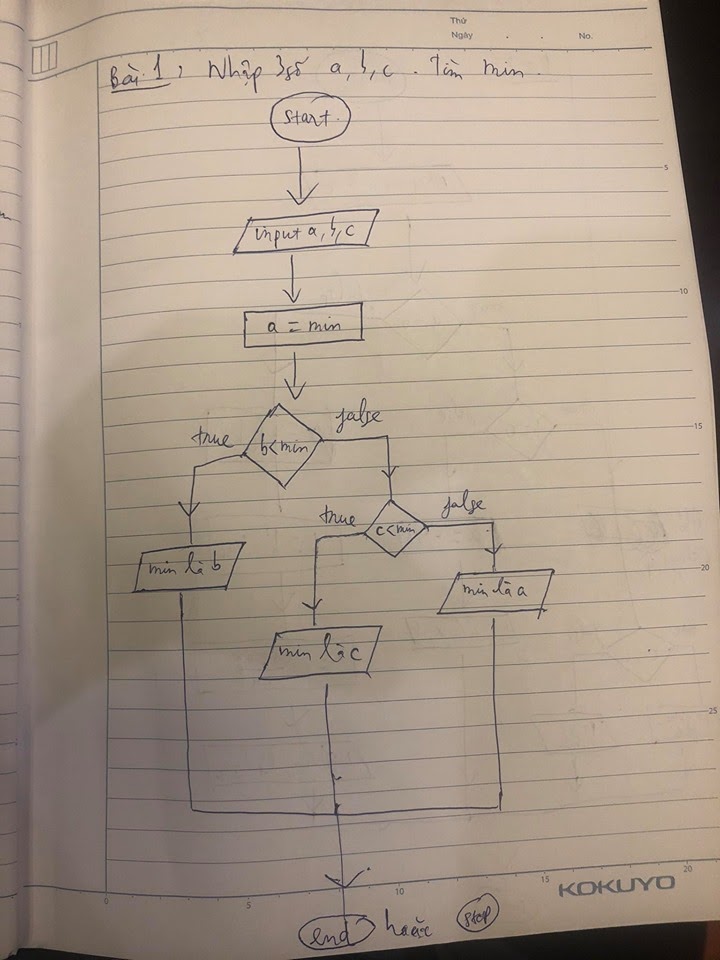 Thứ
Ngày . . No.
Bài 1: Nhập 3 số a, b, c. Tìm min.
Start
input a, b, c
a = min
b < min
true
false
c < min
true
false
min là b
min là a
min là c
end hoặc stop
KOKUYO
5
10
15
20
25
0
5
10
15
20